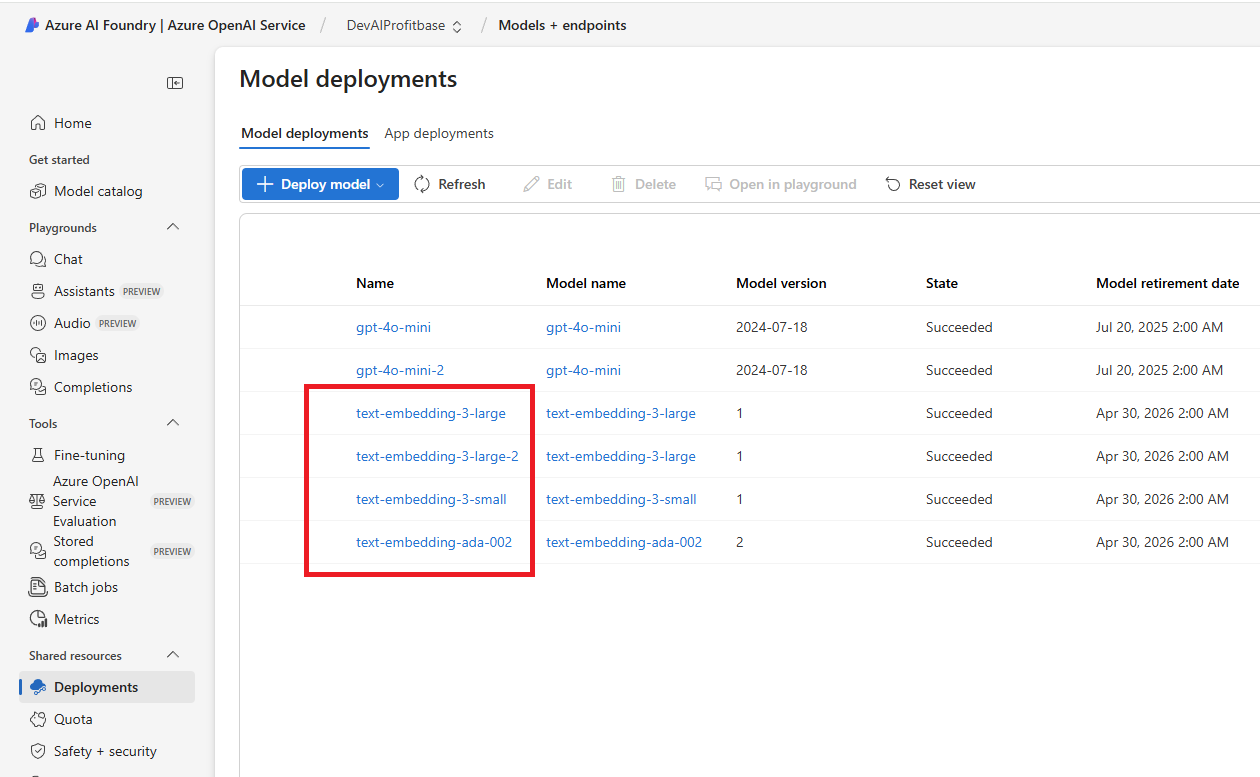 Azure AI Foundry | Azure OpenAI Service / DevAIProfitbase / Models + endpoints
Home
Get started
Model catalog
Playgrounds
Chat
Assistants PREVIEW
Audio PREVIEW
Images
Completions
Tools
Fine-tuning
Azure OpenAI
Service PREVIEW
Evaluation
Stored
completions PREVIEW
Batch jobs
Metrics
Shared resources
Deployments
Quota
Safety + security
Model deployments
Model deployments App deployments
Deploy model Refresh Edit Delete Open in playground Reset view
Name Model name Model version State Model retirement date
gpt-4o-mini gpt-4o-mini 2024-07-18 Succeeded Jul 20, 2025 2:00 AM
gpt-4o-mini-2 gpt-4o-mini 2024-07-18 Succeeded Jul 20, 2025 2:00 AM
text-embedding-3-large text-embedding-3-large 1 Succeeded Apr 30, 2026 2:00 AM
text-embedding-3-large-2 text-embedding-3-large 1 Succeeded Apr 30, 2026 2:00 AM
text-embedding-3-small text-embedding-3-small 1 Succeeded Apr 30, 2026 2:00 AM
text-embedding-ada-002 text-embedding-ada-002 2 Succeeded Apr 30, 2026 2:00 AM